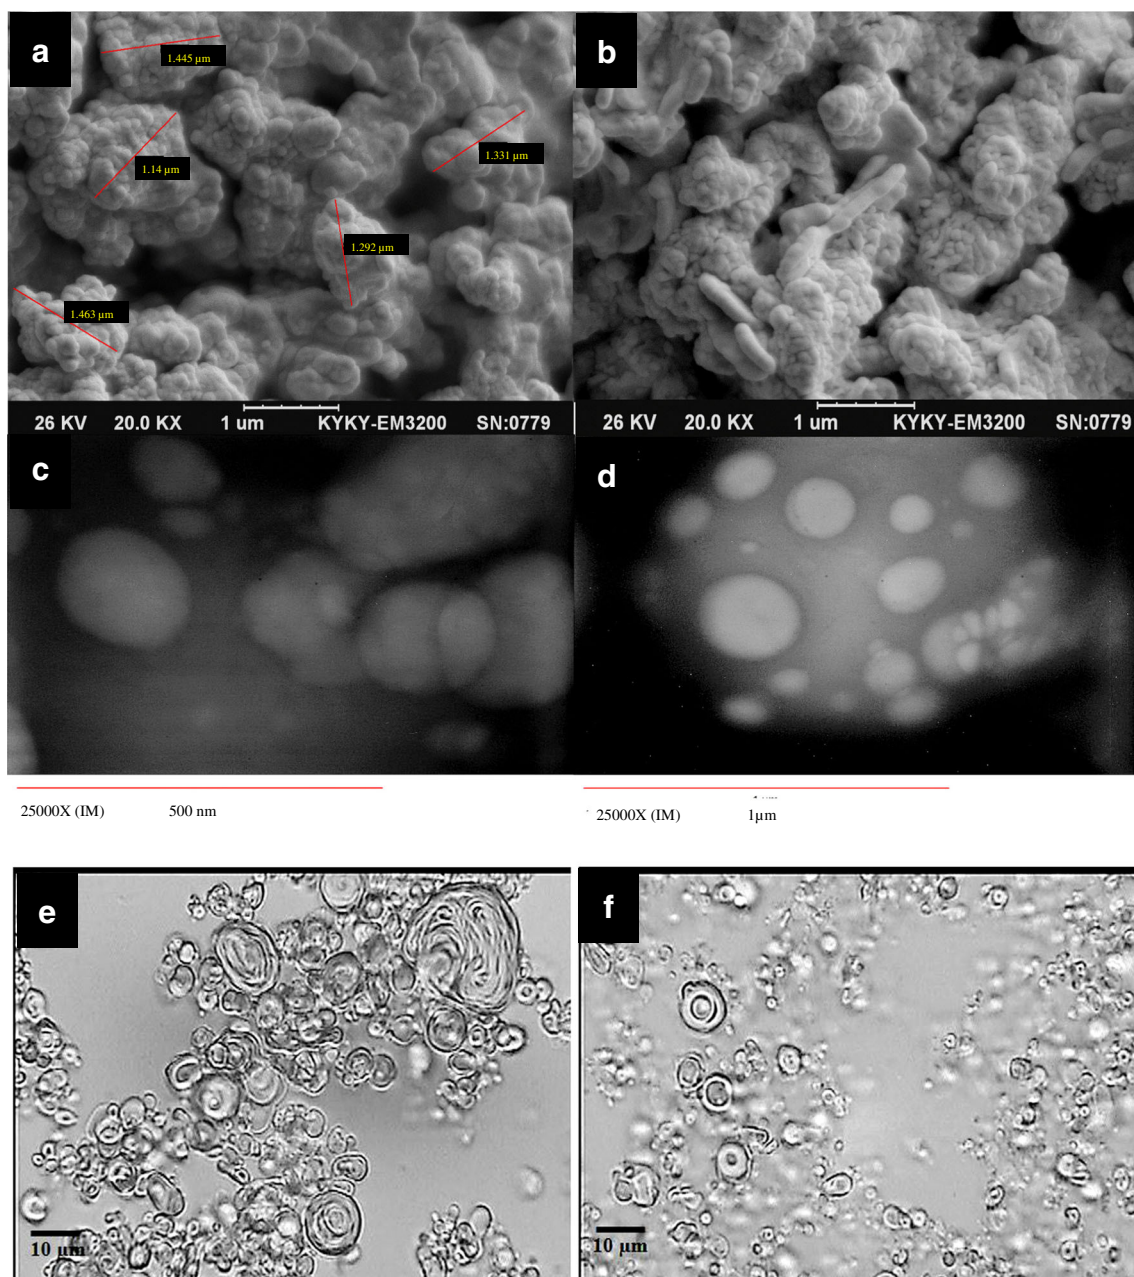 a
b
1.445 µm
1.14 µm
1.331 µm
1.292 µm
1.463 µm
26 KV 20.0 KX 1 um KYKY-EM3200 SN:0779
26 KV 20.0 KX 1 um KYKY-EM3200 SN:0779
c
d
25000X (IM) 500 nm
25000X (IM) 1µm
e
f
10 µm
10 µm